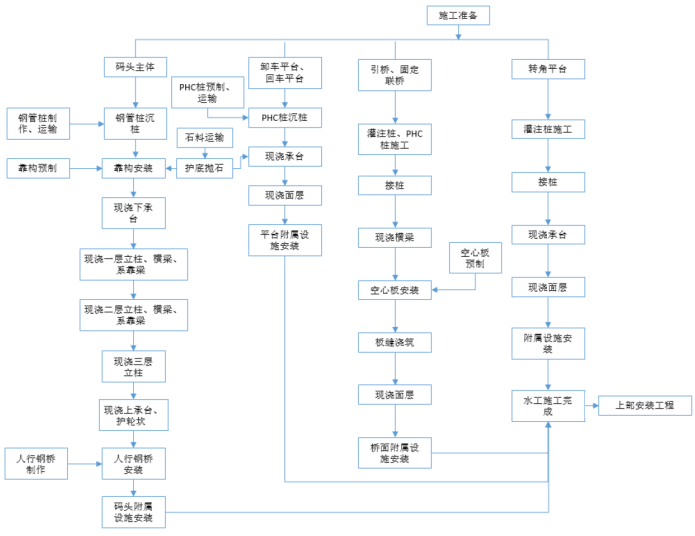 施工准备
码头主体
卸车平台、
回车平台
引桥、固定
联桥
转角平台
PHC桩预制、
运输
钢管桩制
作、运输
钢管桩沉
桩
PHC桩沉桩
灌注桩、PHC
桩施工
灌注桩施工
石料运输
靠构预制
靠构安装
护底抛石
现浇承台
接桩
接桩
现浇下承
台
现浇面层
现浇横梁
现浇承台
平台附属设
施安装
现浇一层立柱、横梁、
系靠梁
空心板
预制
空心板安装
现浇面层
现浇二层立柱、横梁、
系靠梁
板缝浇筑
附属设施安
装
现浇三层
立柱
现浇面层
现浇上承台、
护轮坎
水工施工完
成
上部安装工程
人行钢桥
制作
人行钢桥
安装
桥面附属设
施安装
码头附属
设施安装